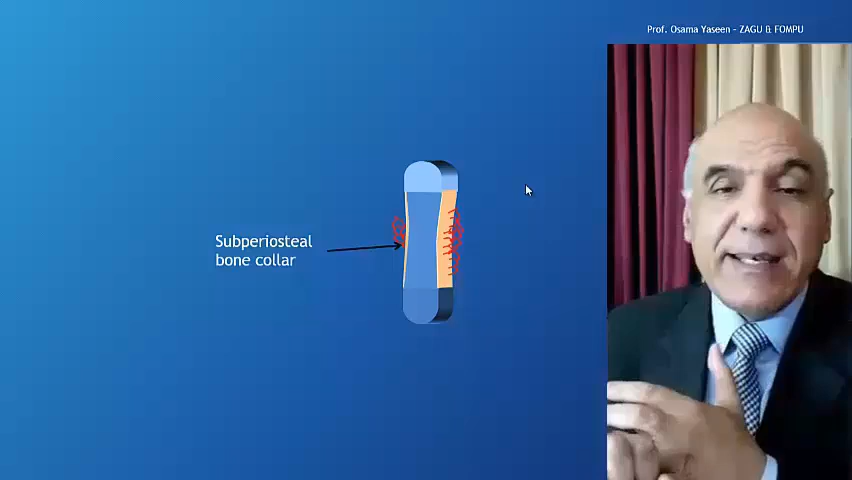 Prof. Osama Yaseen - ZAGU & FOMPU
Subperiosteal
bone collar